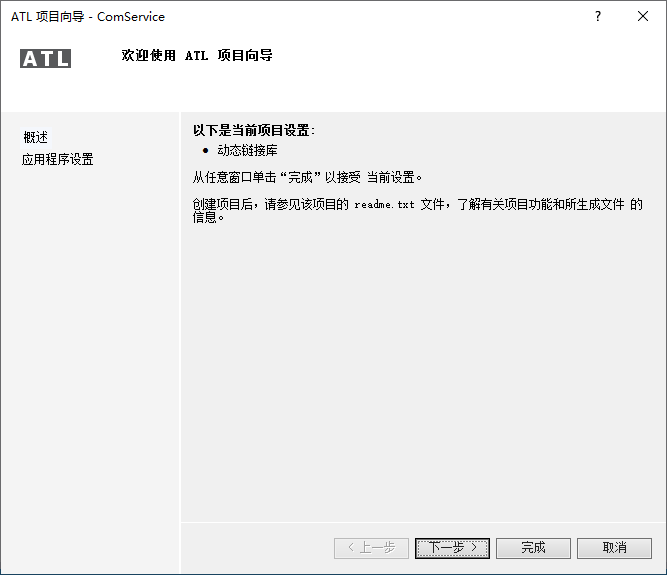 ATL 项目向导 - ComService
?
ATL
欢迎使用 ATL 项目向导
概述
应用程序设置
以下是当前项目设置:
• 动态链接库
从任意窗口单击“完成”以接受 当前设置。
创建项目后，请参见该项目的 readme.txt 文件，了解有关项目功能和所生成文件 的
信息。
< 上一步
下一步 >
完成
取消